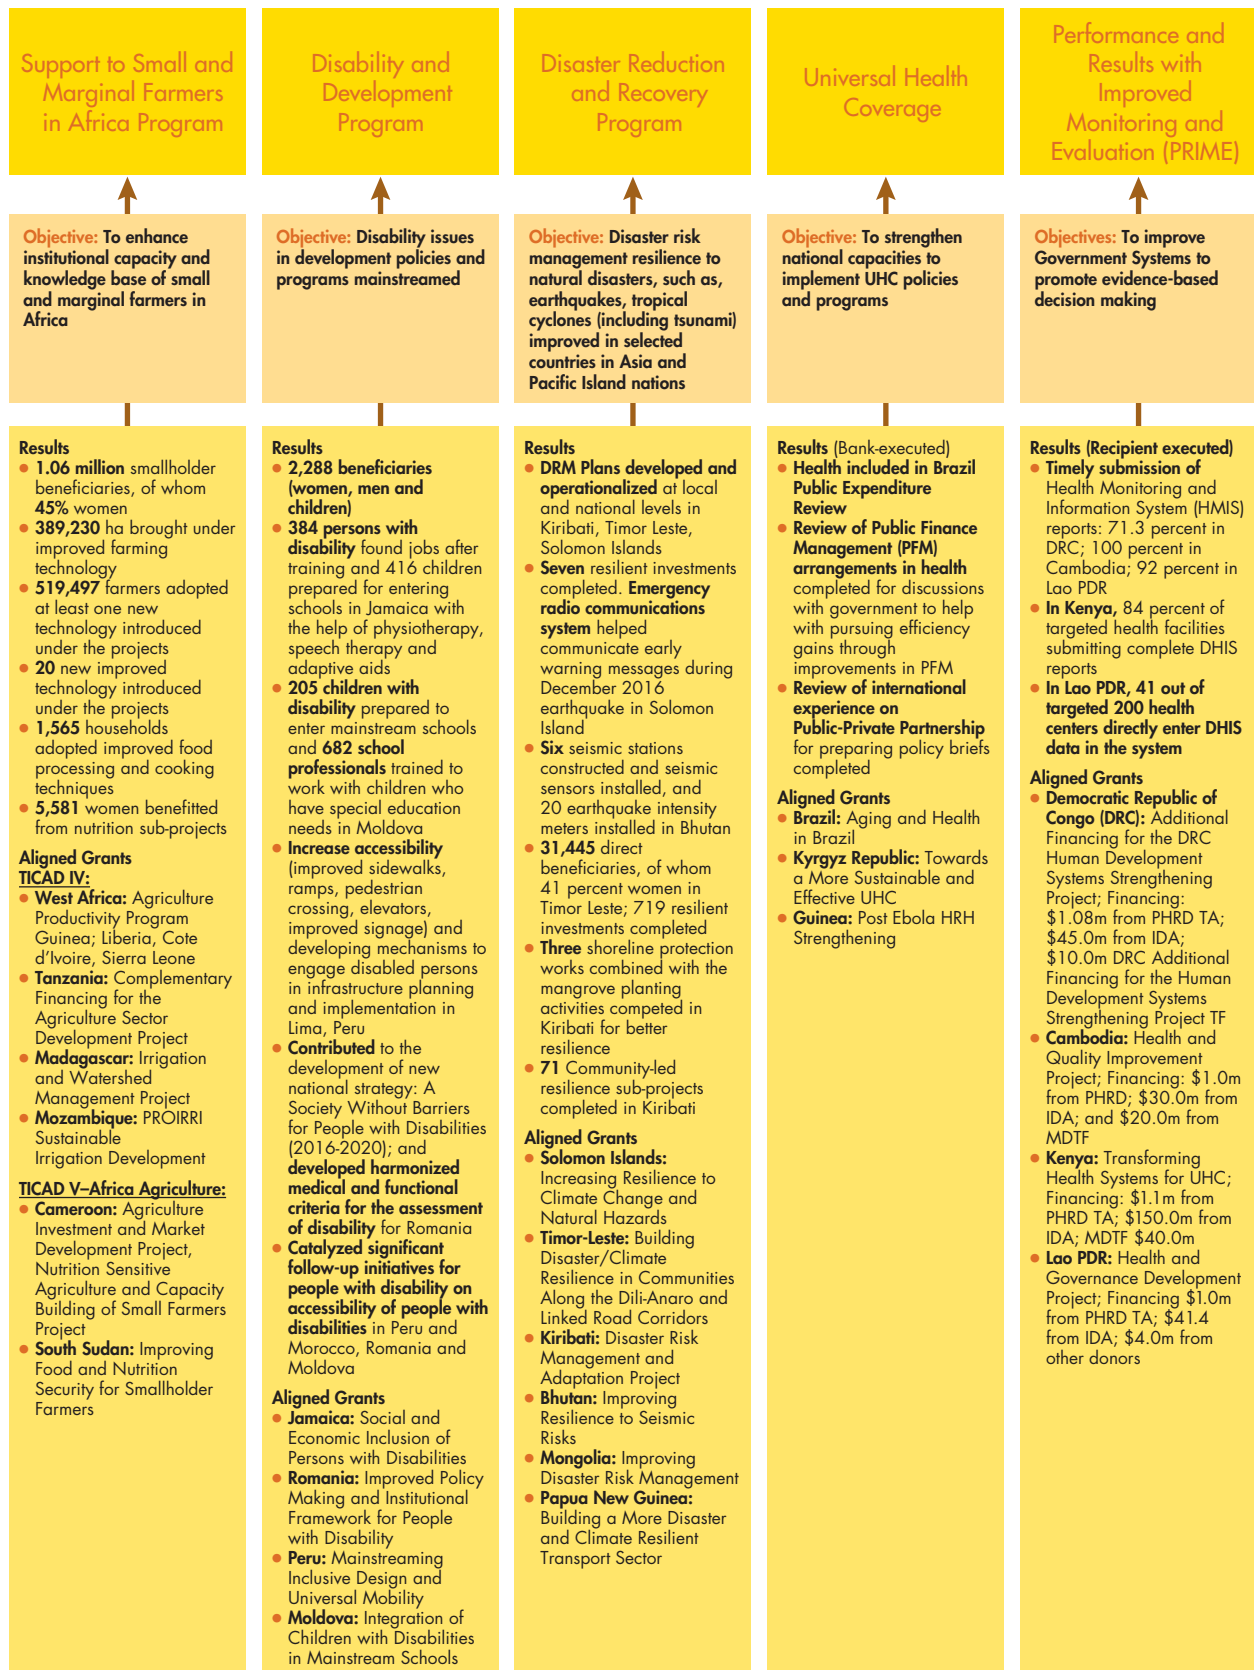 Support to Small and
Marginal Farmers
in Africa Program
Objective: To enhance
institutional capacity and
knowledge base of small
and marginal farmers in
Africa
Results
● 1.06 million smallholder
beneficiaries, of whom
45% women
● 389,230 ha brought under
improved farming
technology
● 519,497 farmers adopted
at least one new
technology introduced
under the projects
● 20 new improved
technology introduced
under the projects
● 1,565 households
adopted improved food
processing and cooking
techniques
● 5,581 women benefitted
from nutrition sub-projects
Aligned Grants
TICAD IV:
● West Africa: Agriculture
Productivity Program
Guinea; Liberia, Cote
d’Ivoire, Sierra Leone
● Tanzania: Complementary
Financing for the
Agriculture Sector
Development Project
● Madagascar: Irrigation
and Watershed
Management Project
● Mozambique: PROIRRI
Sustainable
Irrigation Development
TICAD V–Africa Agriculture:
● Cameroon: Agriculture
Investment and Market
Development Project,
Nutrition Sensitive
Agriculture and Capacity
Building of Small Farmers
Project
● South Sudan: Improving
Food and Nutrition
Security for Smallholder
Farmers
Disability and
Development
Program
Objective: Disability issues
in development policies and
programs mainstreamed
Results
● 2,288 beneficiaries
(women, men and
children)
● 384 persons with
disability found jobs after
training and 416 children
prepared for entering
schools in Jamaica with
the help of physiotherapy,
speech therapy and
adaptive aids
● 205 children with
disability prepared to
enter mainstream schools
and 682 school
professionals trained to
work with children who
have special education
needs in Moldova
● Increase accessibility
(improved sidewalks,
ramps, pedestrian
crossing, elevators,
improved signage) and
developing mechanisms to
engage disabled persons
in infrastructure planning
and implementation in
Lima, Peru
● Contributed to the
development of new
national strategy: A
Society Without Barriers
for People with Disabilities
(2016-2020); and
developed harmonized
medical and functional
criteria for the assessment
of disability for Romania
● Catalyzed significant
follow-up initiatives for
people with disability on
accessibility of people with
disabilities in Peru and
Morocco, Romania and
Moldova
Aligned Grants
● Jamaica: Social and
Economic Inclusion of
Persons with Disabilities
● Romania: Improved Policy
Making and Institutional
Framework for People
with Disability
● Peru: Mainstreaming
Inclusive Design and
Universal Mobility
● Moldova: Integration of
Children with Disabilities
in Mainstream Schools
Disaster Reduction
and Recovery
Program
Objective: Disaster risk
management resilience to
natural disasters, such as,
earthquakes, tropical
cyclones (including tsunami)
improved in selected
countries in Asia and
Pacific Island nations
Results
● DRM Plans developed and
operationalized at local
and national levels in
Kiribati, Timor Leste,
Solomon Islands
● Seven resilient investments
completed. Emergency
radio communications
system helped
communicate early
warning messages during
December 2016
earthquake in Solomon
Island
● Six seismic stations
constructed and seismic
sensors installed, and
20 earthquake intensity
meters installed in Bhutan
● 31,445 direct
beneficiaries, of whom
41 percent women in
Timor Leste; 719 resilient
investments completed
● Three shoreline protection
works combined with the
mangrove planting
activities competed in
Kiribati for better
resilience
● 71 Community-led
resilience sub-projects
completed in Kiribati
Aligned Grants
● Solomon Islands:
Increasing Resilience to
Climate Change and
Natural Hazards
● Timor-Leste: Building
Disaster/Climate
Resilience in Communities
Along the Dili-Anaro and
Linked Road Corridors
● Kiribati: Disaster Risk
Management and
Adaptation Project
● Bhutan: Improving
Resilience to Seismic
Risks
● Mongolia: Improving
Disaster Risk Management
● Papua New Guinea:
Building a More Disaster
and Climate Resilient
Transport Sector
Universal Health
Coverage
Objective: To strengthen
national capacities to
implement UHC policies
and programs
Results (Bank-executed)
● Health included in Brazil
Public Expenditure
Review
● Review of Public Finance
Management (PFM)
arrangements in health
completed for discussions
with government to help
with pursuing efficiency
gains through
improvements in PFM
● Review of international
experience on
Public-Private Partnership
for preparing policy briefs
completed
Aligned Grants
● Brazil: Aging and Health
in Brazil
● Kyrgyz Republic: Towards
a More Sustainable and
Effective UHC
● Guinea: Post Ebola HRH
Strengthening
Performance and
Results with
Improved
Monitoring and
Evaluation (PRIME)
Objectives: To improve
Government Systems to
promote evidence-based
decision making
Results (Recipient executed)
● Timely submission of
Health Monitoring and
Information System (HMIS)
reports: 71.3 percent in
DRC; 100 percent in
Cambodia; 92 percent in
Lao PDR
● In Kenya, 84 percent of
targeted health facilities
submitting complete DHIS
reports
● In Lao PDR, 41 out of
targeted 200 health
centers directly enter DHIS
data in the system
Aligned Grants
● Democratic Republic of
Congo (DRC): Additional
Financing for the DRC
Human Development
Systems Strengthening
Project; Financing:
$1.08m from PHRD TA;
$45.0m from IDA;
$10.0m DRC Additional
Financing for the Human
Development Systems
Strengthening Project TF
● Cambodia: Health and
Quality Improvement
Project; Financing: $1.0m
from PHRD; $30.0m from
IDA; and $20.0m from
MDTF
● Kenya: Transforming
Health Systems for UHC;
Financing: $1.1m from
PHRD TA; $150.0m from
IDA; MDTF $40.0m
● Lao PDR: Health and
Governance Development
Project; Financing $1.0m
from PHRD TA; $41.4
from IDA; $4.0m from
other donors